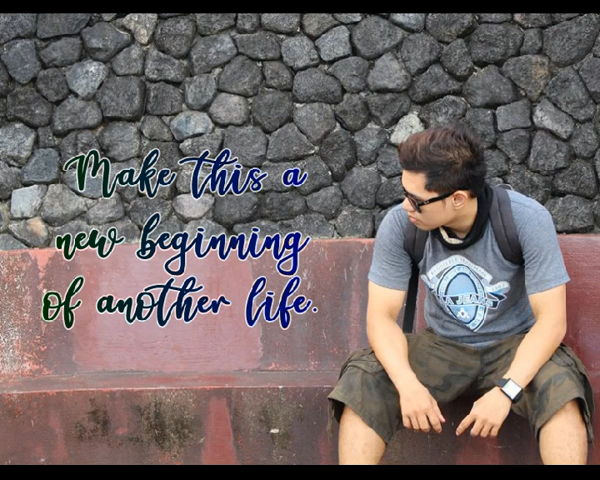 Make this a
new beginning
of another life.